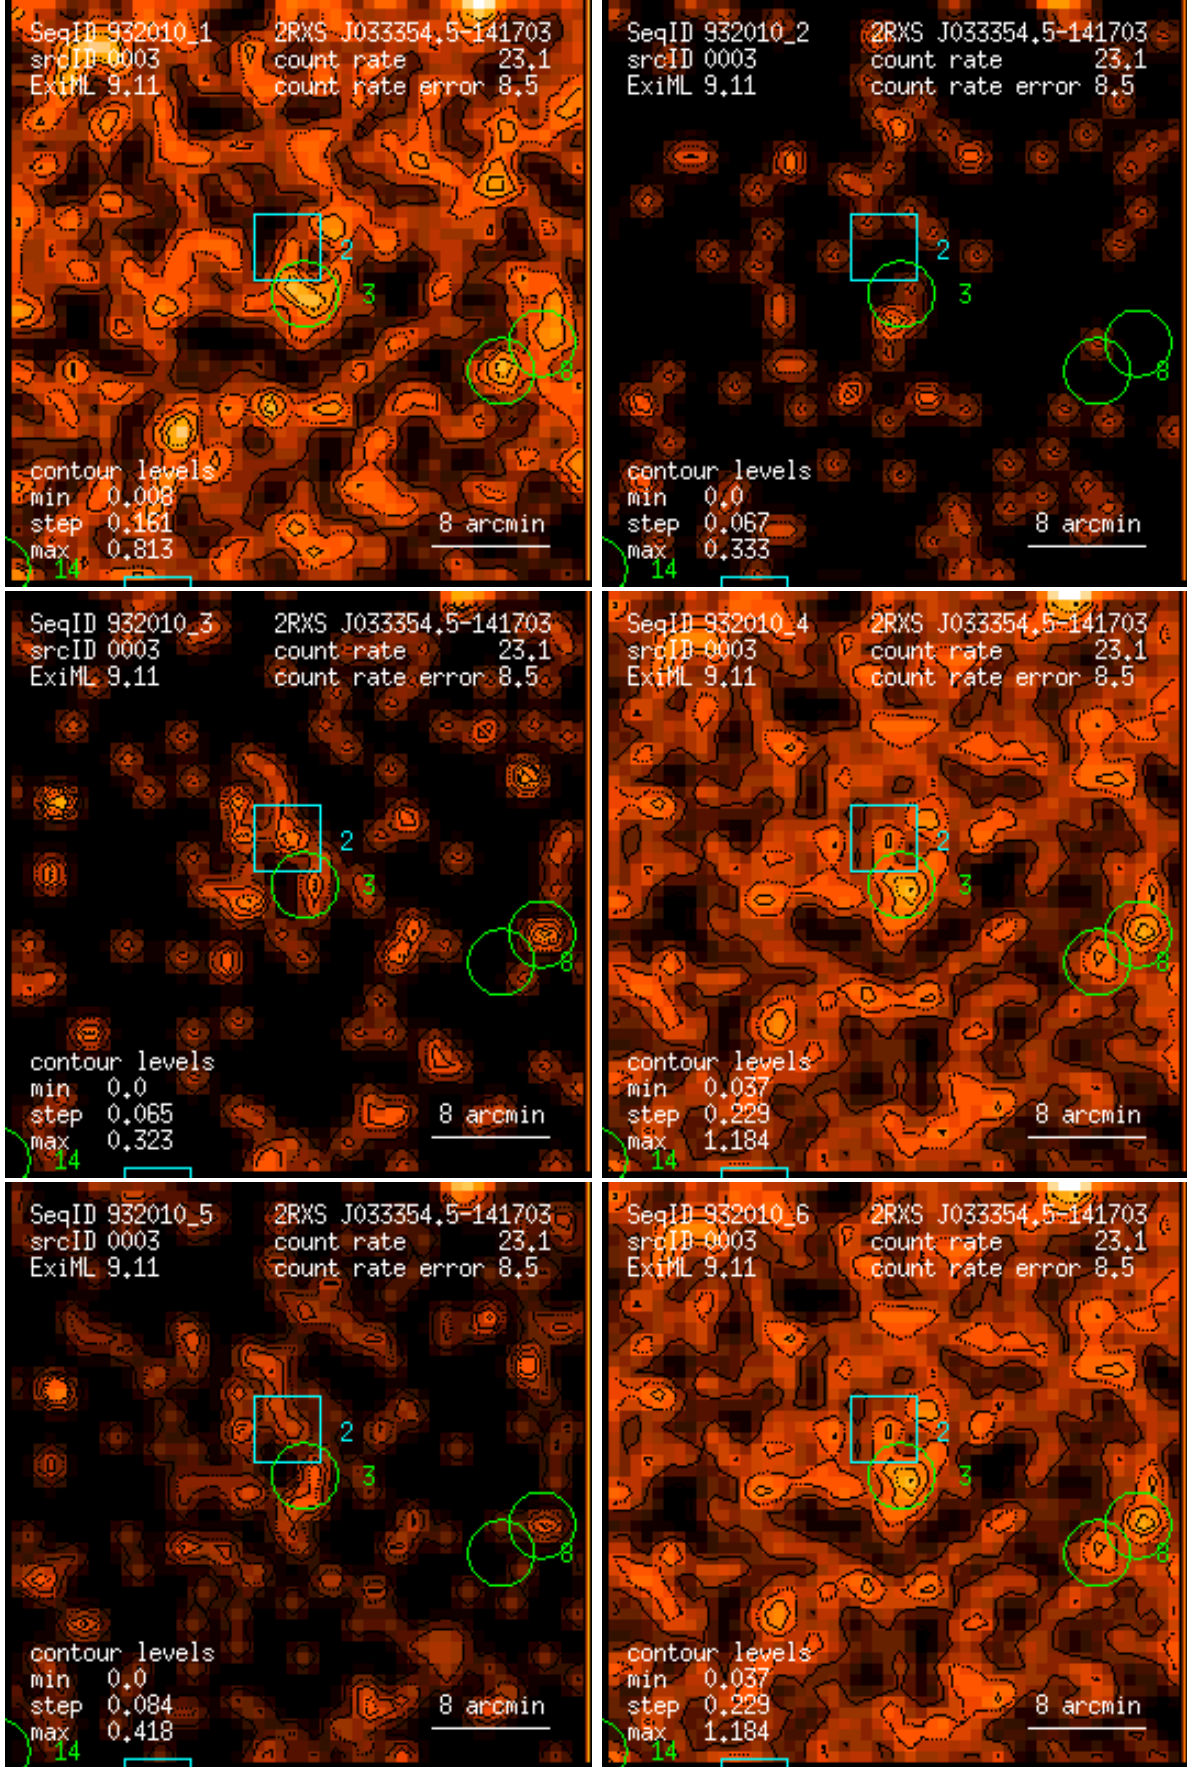 SeqID 932010_1 2RXS J033354.5-141703
srcID 0003 count rate 23.1
ExiML 9.11 count rate error 8.5
2
3
8
contour levels
min 0.008
step 0.161
max 0.813
8 arcmin
14
SeqID 932010_2 2RXS J033354.5-141703
srcID 0003 count rate 23.1
ExiML 9.11 count rate error 8.5
2
3
8
contour levels
min 0.0
step 0.067
max 0.333
8 arcmin
14
SeqID 932010_3 2RXS J033354.5-141703
srcID 0003 count rate 23.1
ExiML 9.11 count rate error 8.5
2
3
8
contour levels
min 0.0
step 0.065
max 0.323
8 arcmin
14
SeqID 932010_4 2RXS J033354.5-141703
srcID 0003 count rate 23.1
ExiML 9.11 count rate error 8.5
2
3
8
contour levels
min 0.037
step 0.229
max 1.184
8 arcmin
14
SeqID 932010_5 2RXS J033354.5-141703
srcID 0003 count rate 23.1
ExiML 9.11 count rate error 8.5
2
3
8
contour levels
min 0.0
step 0.084
max 0.418
8 arcmin
14
SeqID 932010_6 2RXS J033354.5-141703
srcID 0003 count rate 23.1
ExiML 9.11 count rate error 8.5
2
3
8
contour levels
min 0.037
step 0.229
max 1.184
8 arcmin
14